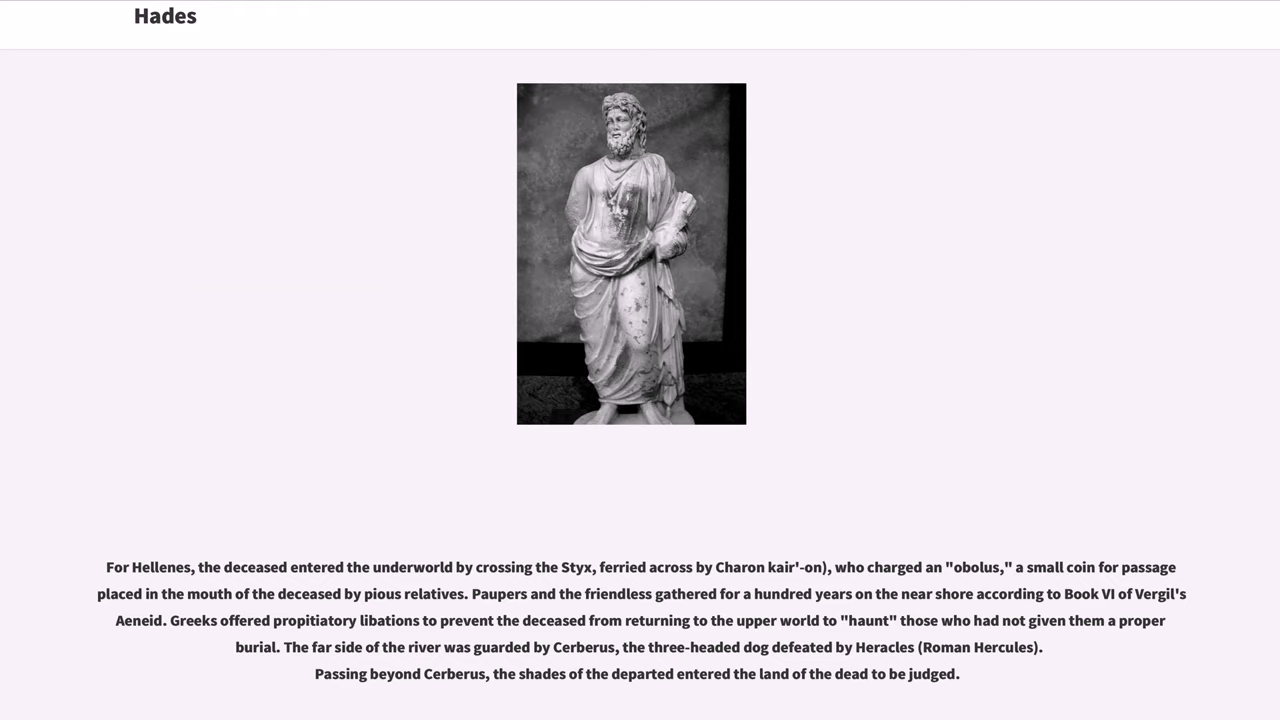 Hades
For Hellenes, the deceased entered the underworld by crossing the Styx, ferried across by Charon kair'-on), who charged an "obolus," a small coin for passage
placed in the mouth of the deceased by pious relatives. Paupers and the friendless gathered for a hundred years on the near shore according to Book VI of Vergil's
Aeneid. Greeks offered propitiatory libations to prevent the deceased from returning to the upper world to "haunt" those who had not given them a proper
burial. The far side of the river was guarded by Cerberus, the three-headed dog defeated by Heracles (Roman Hercules).
Passing beyond Cerberus, the shades of the departed entered the land of the dead to be judged.